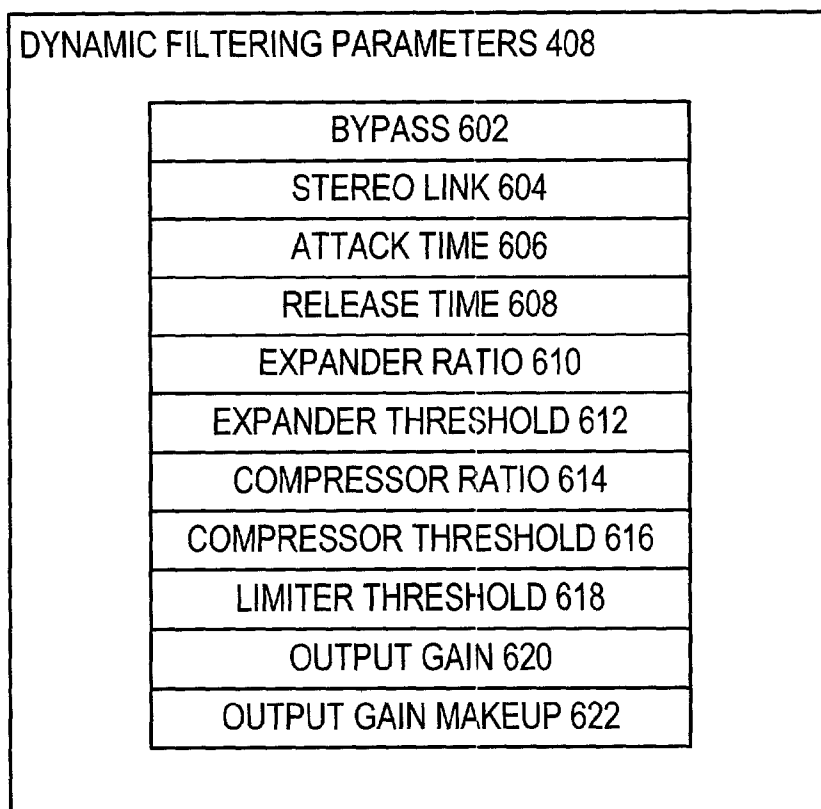 DYNAMIC FILTERING PARAMETERS 408
BYPASS 602
STEREO LINK 604
ATTACK TIME 606
RELEASE TIME 608
EXPANDER RATIO 610
EXPANDER THRESHOLD 612
COMPRESSOR RATIO 614
COMPRESSOR THRESHOLD 616
LIMITER THRESHOLD 618
OUTPUT GAIN 620
OUTPUT GAIN MAKEUP 622